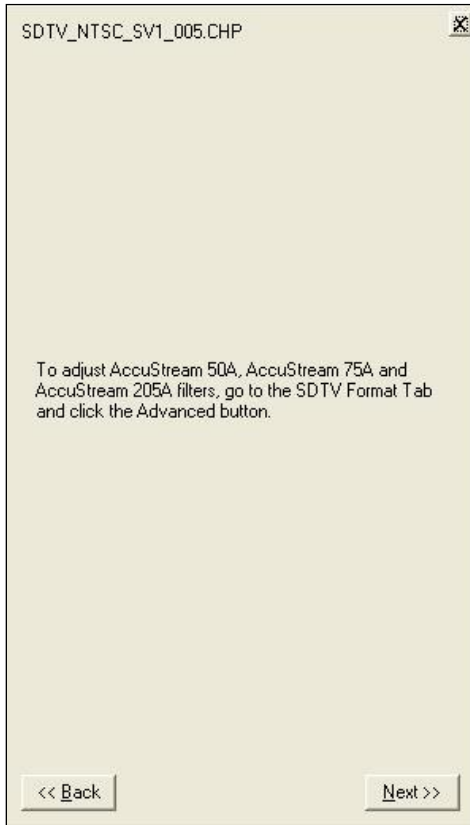 SDTV_NTSC_SV1_005.CHP
To adjust AccuStream 50A, AccuStream 75A and
AccuStream 205A filters, go to the SDTV Format Tab
and click the Advanced button.
<< Back
Next >>